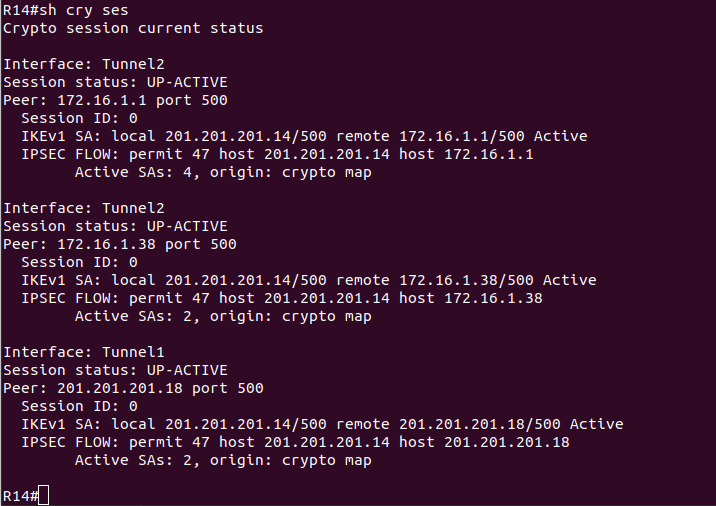 R14#sh cry ses
Crypto session current status
Interface: Tunnel2
Session status: UP-ACTIVE
Peer: 172.16.1.1 port 500
Session ID: 0
IKEv1 SA: local 201.201.201.14/500 remote 172.16.1.1/500 Active
IPSEC FLOW: permit 47 host 201.201.201.14 host 172.16.1.1
Active SAs: 4, origin: crypto map
Interface: Tunnel2
Session status: UP-ACTIVE
Peer: 172.16.1.38 port 500
Session ID: 0
IKEv1 SA: local 201.201.201.14/500 remote 172.16.1.38/500 Active
IPSEC FLOW: permit 47 host 201.201.201.14 host 172.16.1.38
Active SAs: 2, origin: crypto map
Interface: Tunnel1
Session status: UP-ACTIVE
Peer: 201.201.201.18 port 500
Session ID: 0
IKEv1 SA: local 201.201.201.14/500 remote 201.201.201.18/500 Active
IPSEC FLOW: permit 47 host 201.201.201.14 host 201.201.201.18
Active SAs: 2, origin: crypto map
R14#